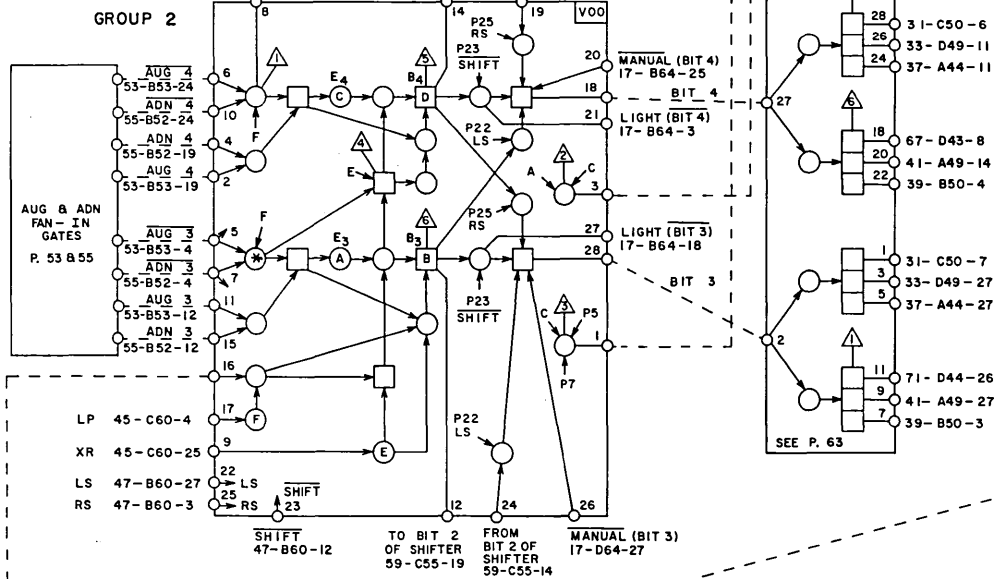 GROUP 2
8
14
19
V00
P25
RS
P23
SHIFT
20
MANUAL (BIT 4)
17-B64-25
18
BIT 4
21
LIGHT (BIT 4)
17-B64-3
AUG 4
53-B53-24
6
ADN 4
55-B52-24
10
AUG 4
55-B52-19
4
AUG 4
53-B53-19
2
1
E4
C
B4
5
D
F
P22
LS
4
E
2
A
C
3
AUG & ADN
FAN-IN
GATES
P. 53 & 55
AUG 3
53-B53-4
5
ADN 3
55-B52-4
7
AUG 3
53-B53-12
11
ADN 3
55-B52-12
15
F
*
E3
A
B3
6
B
P25
RS
27
LIGHT (BIT 3)
17-B64-18
28
BIT 3
P23
SHIFT
3
C
P5
P7
1
16
LP 45-C60-4
17
F
XR 45-C60-25
9
E
P22
LS
LS 47-B60-27
22
LS
RS 47-B60-3
25
RS
SHIFT
23
12
24
26
SHIFT
47-B60-12
TO BIT 2
OF SHIFTER
59-C55-19
FROM
BIT 2 OF
SHIFTER
59-C55-14
MANUAL (BIT 3)
17-D64-27
27
28
31-C50-6
26
33-D49-11
24
37-A44-11
6
18
67-D43-8
20
41-A49-14
22
39-B50-4
2
1
31-C50-7
3
33-D49-27
5
37-A44-27
1
11
71-D44-26
9
41-A49-27
7
39-B50-3
SEE P. 63